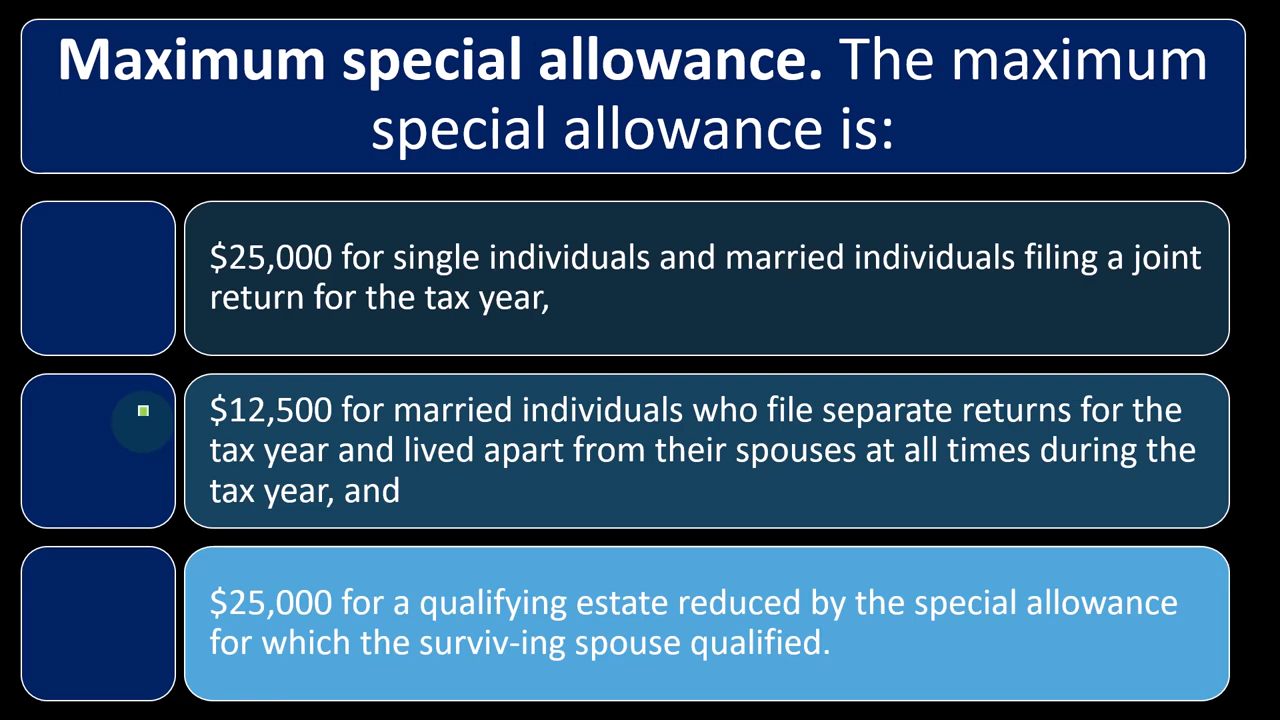 Maximum special allowance. The maximum
special allowance is:
$25,000 for single individuals and married individuals filing a joint
return for the tax year,
$12,500 for married individuals who file separate returns for the
tax year and lived apart from their spouses at all times during the
tax year, and
$25,000 for a qualifying estate reduced by the special allowance
for which the surviv-ing spouse qualified.